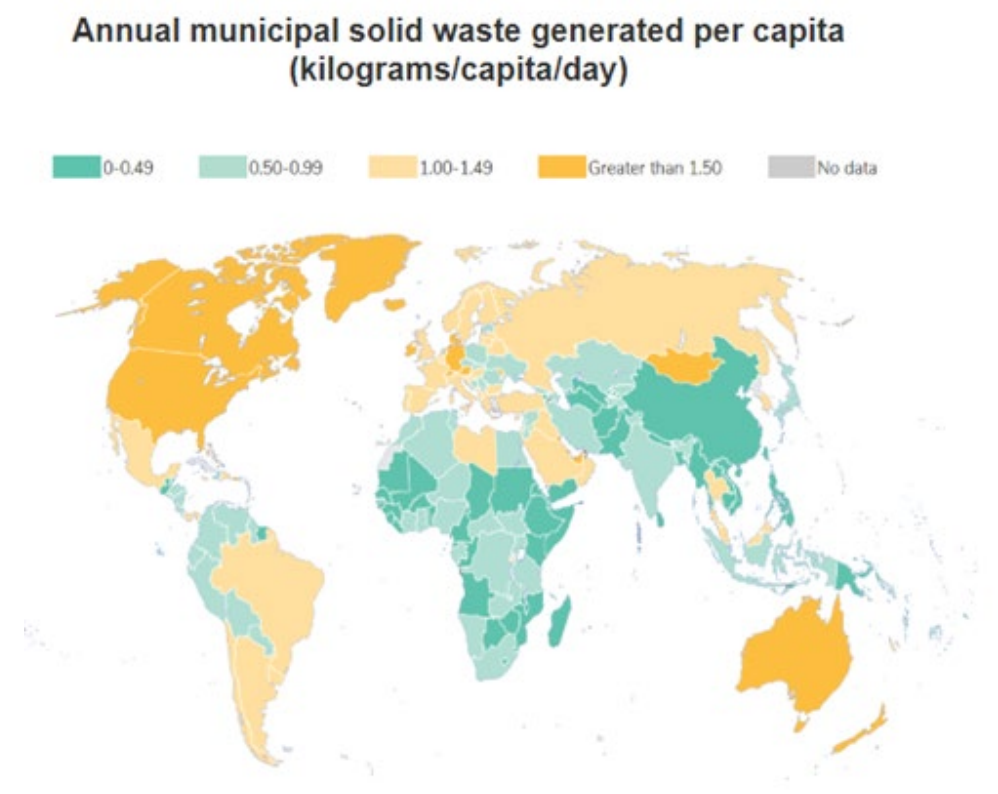 Annual municipal solid waste generated per capita
(kilograms/capita/day)
0-0.49 0.50-0.99 1.00-1.49 Greater than 1.50 No data